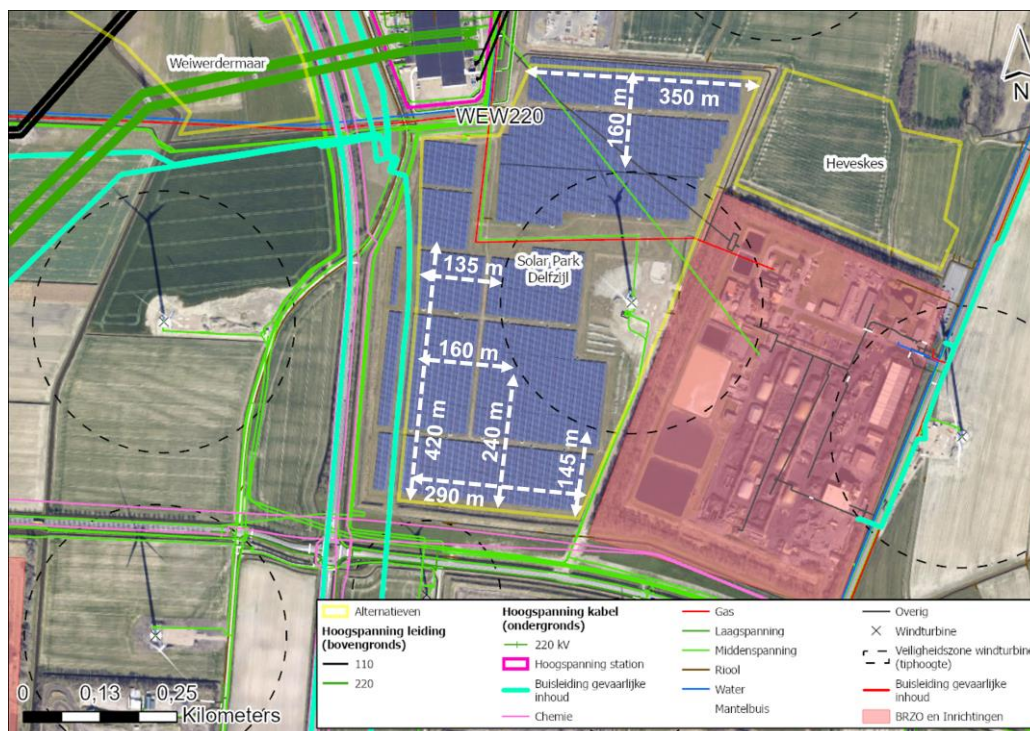 Weiwerdermaar
WEW220
350 m
160 m
N
Heveskes
135 m
Solar Park
Delfzijl
160 m
420 m
240 m
145 m
290 m
0 0,13 0,25
Kilometers
Alternatieven
Hoogspanning leiding
(bovengronds)
110
220
Hoogspanning kabel
(ondergronds)
220 kV
Hoogspanning station
Buisleiding gevaarlijke
inhoud
Chemie
Gas
Laagspanning
Middenspanning
Riool
Water
Mantelbuis
Overig
Windturbine
Veiligheidszone windturbine
(tiphoogte)
Buisleiding gevaarlijke
inhoud
BRZO en Inrichtingen